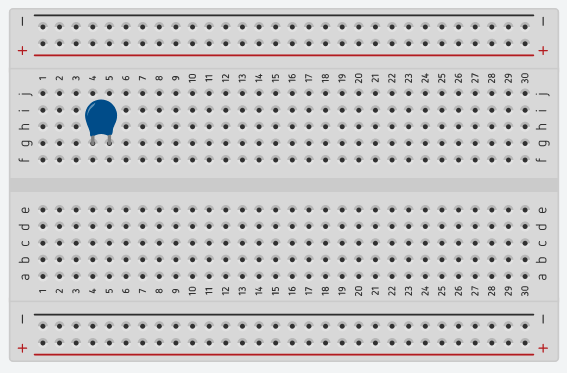 − −
+ +
1 2 3 4 5 6 7 8 9 10 11 12 13 14 15 16 17 18 19 20 21 22 23 24 25 26 27 28 29 30
j j
i i
h h
g g
f f
e e
d d
c c
b b
a a
1 2 3 4 5 6 7 8 9 10 11 12 13 14 15 16 17 18 19 20 21 22 23 24 25 26 27 28 29 30
− −
+ +